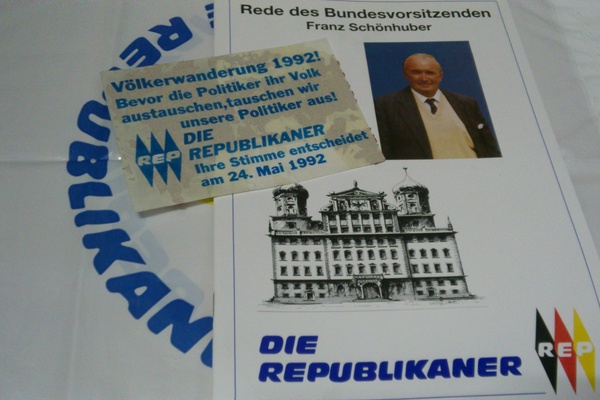 Rede des Bundesvorsitzenden
Franz Schönhuber
Völkerwanderung 1992!
Bevor die Politiker ihr Volk
austauschen, tauschen wir
unsere Politiker aus!
REP
DIE
REPUBLIKANER
Ihre Stimme entscheidet
am 24. Mai 1992
DIE
REPUBLIKANER
REP